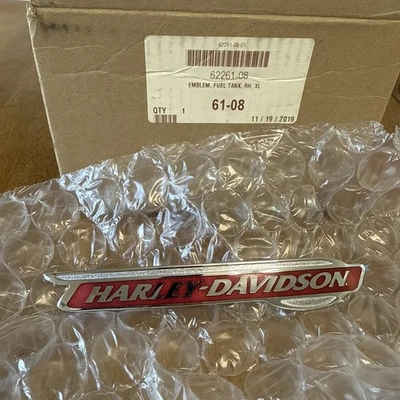 62261-08-01
62261-08
EMBLEM, FUEL TANK, RH, XL
QTY 1
61-08
11 / 19 / 2019
HARLEY-DAVIDSON